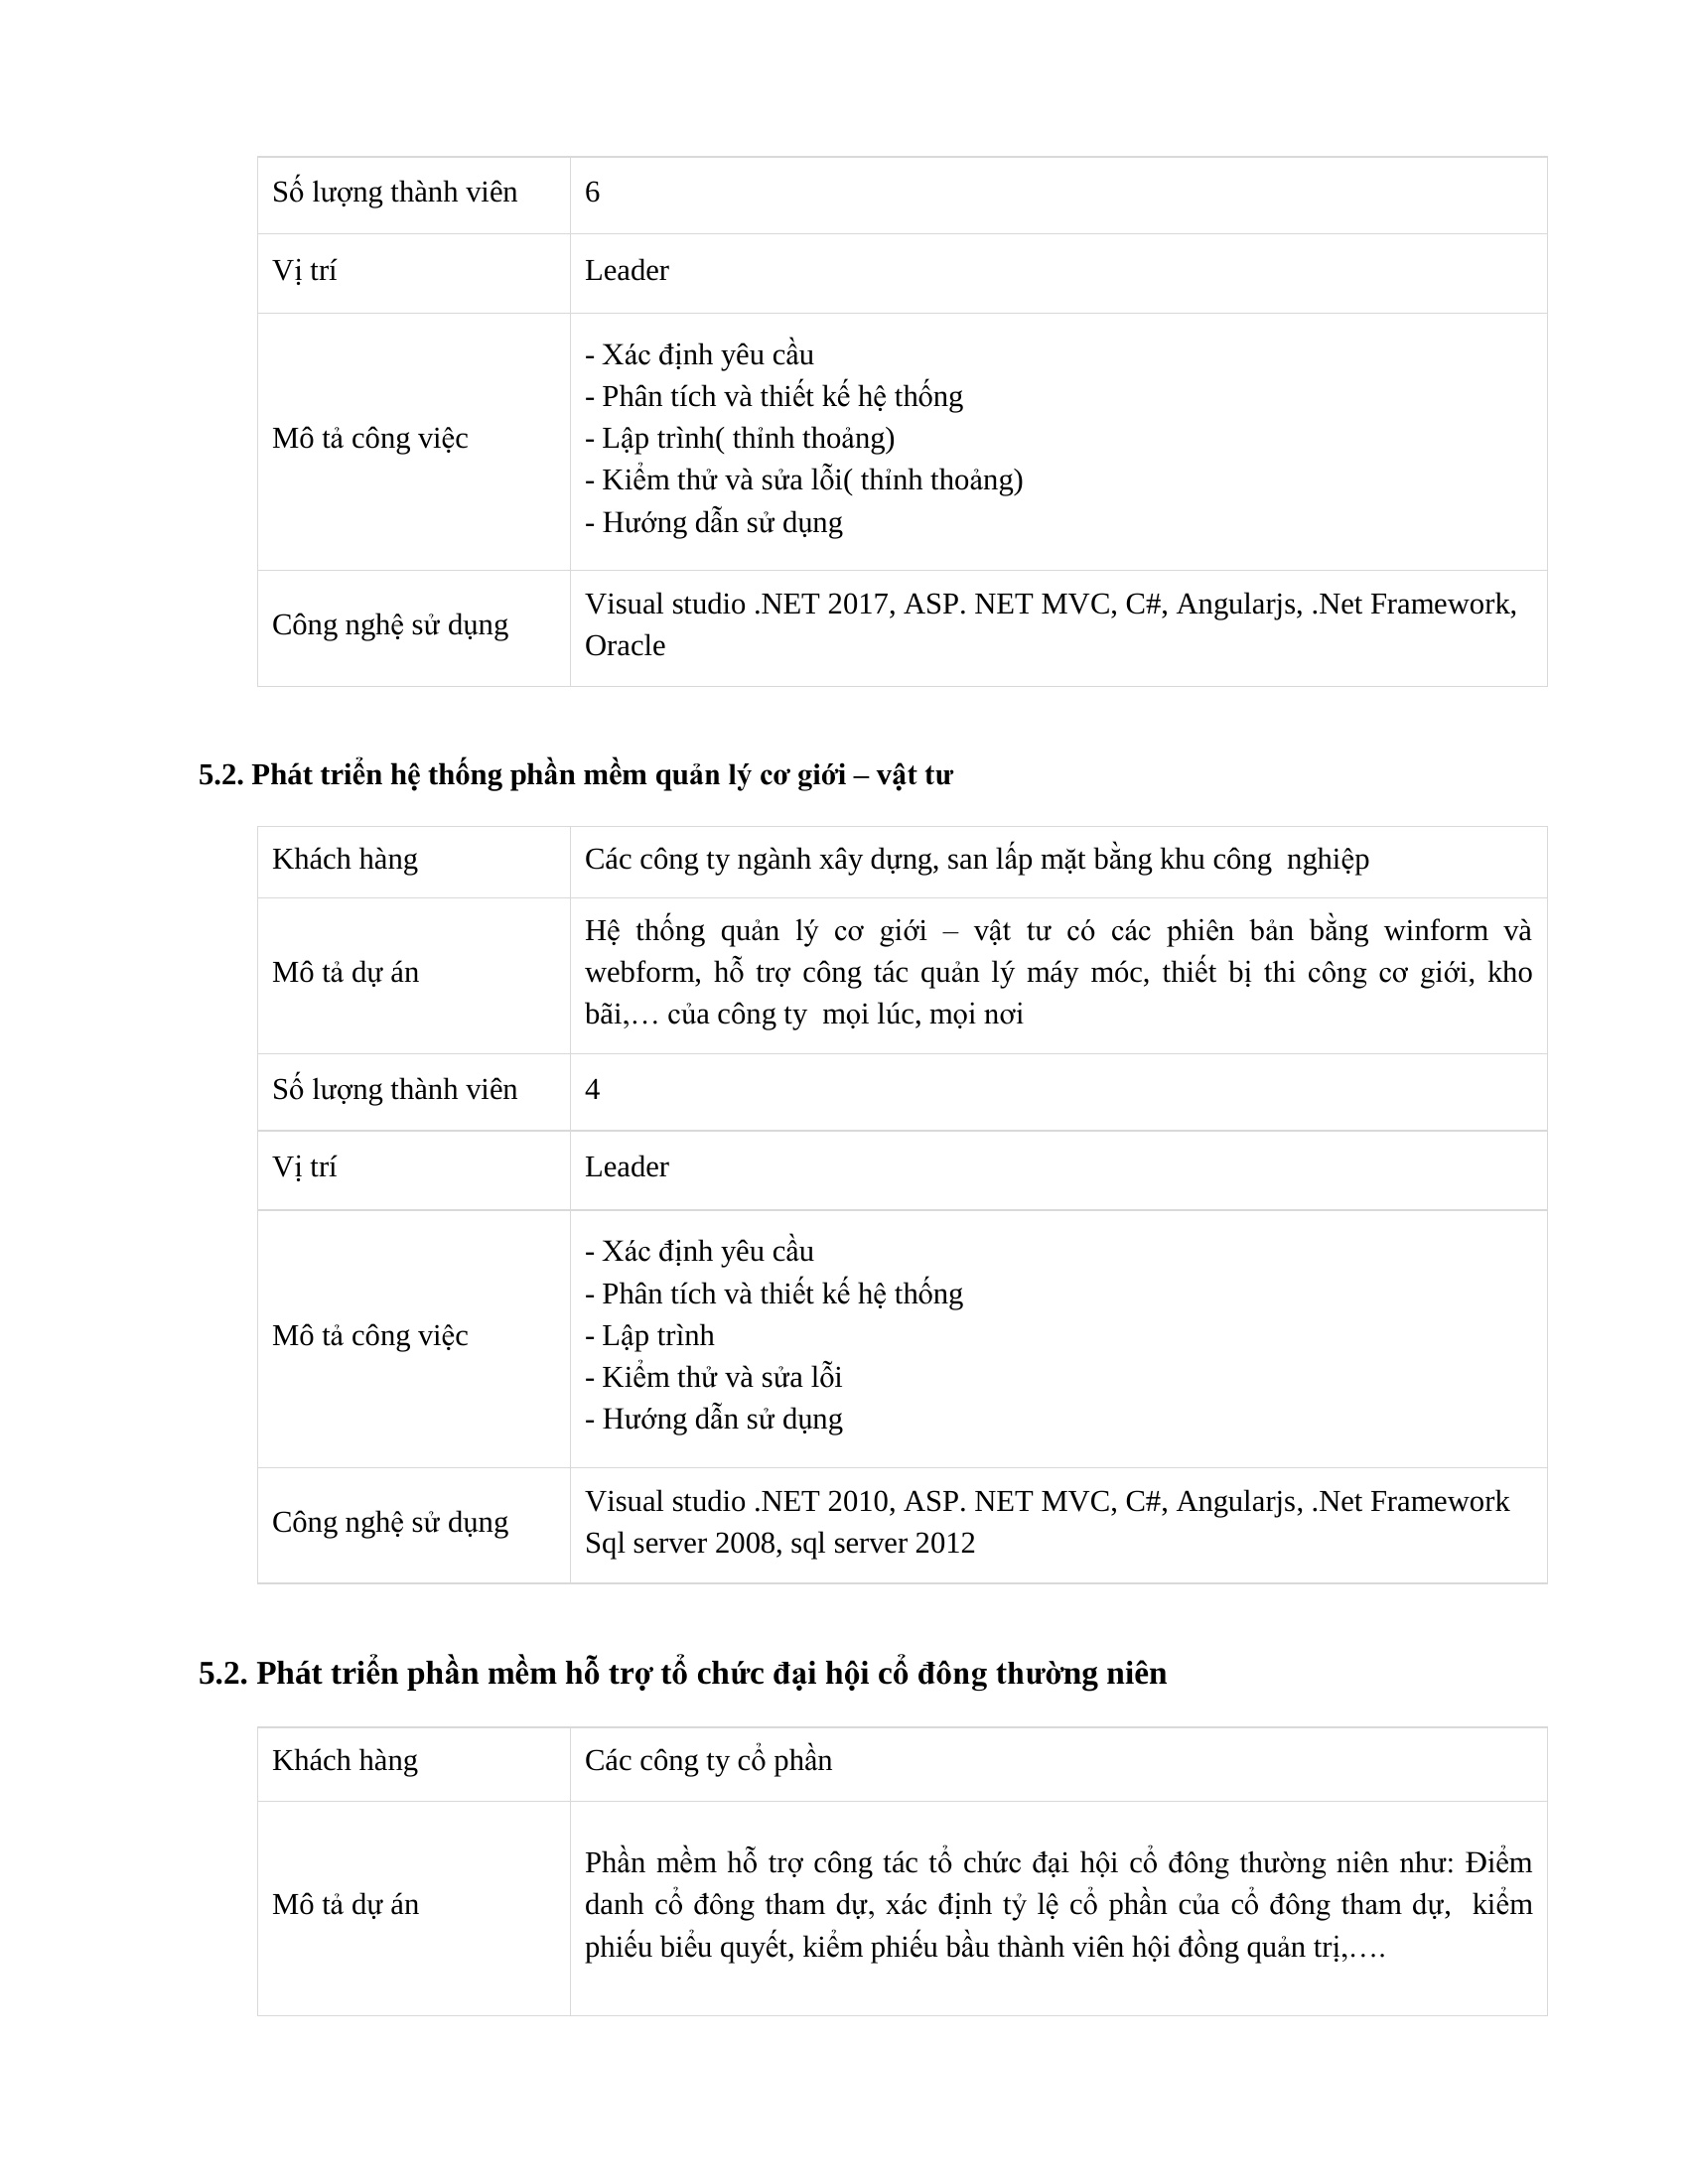 Số lượng thành viên 6
Vị trí Leader
- Xác định yêu cầu
- Phân tích và thiết kế hệ thống
Mô tả công việc - Lập trình( thỉnh thoảng)
- Kiểm thử và sửa lỗi( thỉnh thoảng)
- Hướng dẫn sử dụng
Công nghệ sử dụng Visual studio .NET 2017, ASP. NET MVC, C#, Angularjs, .Net Framework,
Oracle
5.2. Phát triển hệ thống phần mềm quản lý cơ giới – vật tư
Khách hàng Các công ty ngành xây dựng, san lấp mặt bằng khu công  nghiệp
Hệ thống quản lý cơ giới – vật tư có các phiên bản bằng winform và
Mô tả dự án webform, hỗ trợ công tác quản lý máy móc, thiết bị thi công cơ giới, kho
bãi,… của công ty  mọi lúc, mọi nơi
Số lượng thành viên 4
Vị trí Leader
- Xác định yêu cầu
- Phân tích và thiết kế hệ thống
Mô tả công việc - Lập trình
- Kiểm thử và sửa lỗi
- Hướng dẫn sử dụng
Công nghệ sử dụng Visual studio .NET 2010, ASP. NET MVC, C#, Angularjs, .Net Framework
Sql server 2008, sql server 2012
5.2. Phát triển phần mềm hỗ trợ tổ chức đại hội cổ đông thường niên
Khách hàng Các công ty cổ phần
Phần mềm hỗ trợ công tác tổ chức đại hội cổ đông thường niên như: Điểm
Mô tả dự án danh cổ đông tham dự, xác định tỷ lệ cổ phần của cổ đông tham dự,  kiểm
phiếu biểu quyết, kiểm phiếu bầu thành viên hội đồng quản trị,….